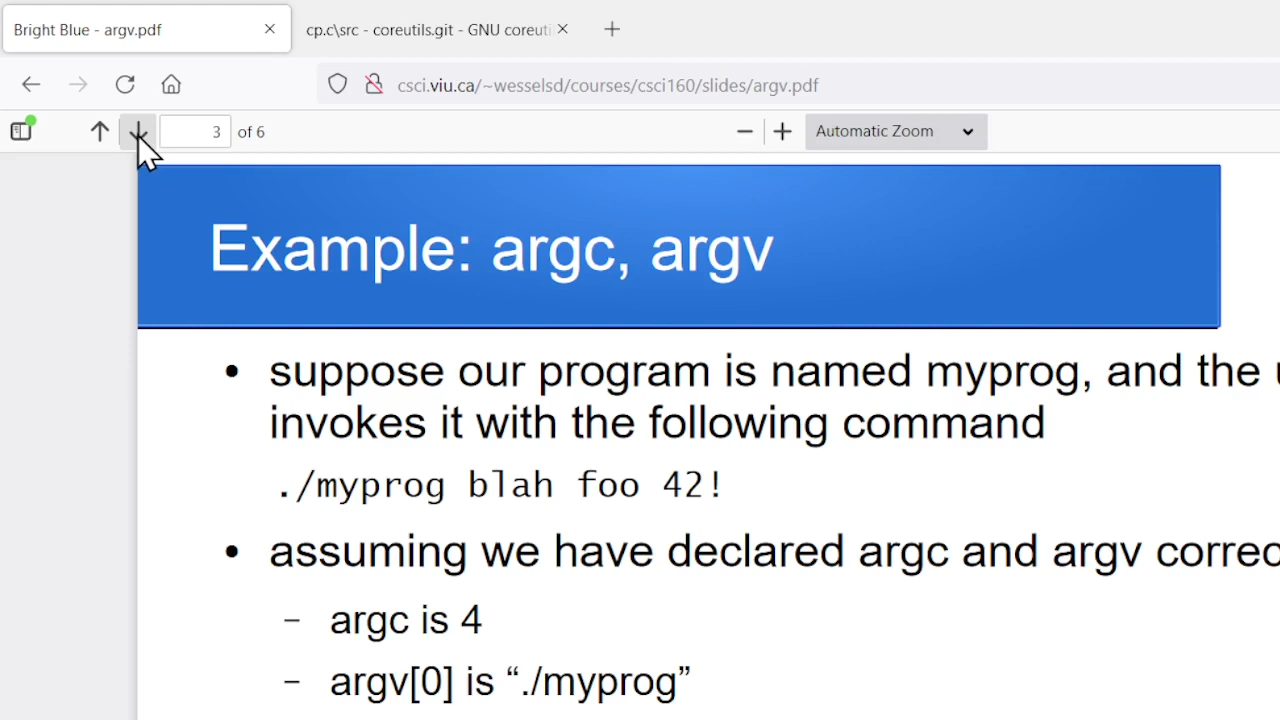 Bright Blue - argv.pdf
cp.c\src - coreutils.git - GNU coreuti
csci.viu.ca/~wesselsd/courses/csci160/slides/argv.pdf
3 of 6
Automatic Zoom
Example: argc, argv
• suppose our program is named myprog, and the
invokes it with the following command
./myprog blah foo 42!
• assuming we have declared argc and argv correc
– argc is 4
– argv[0] is “./myprog”